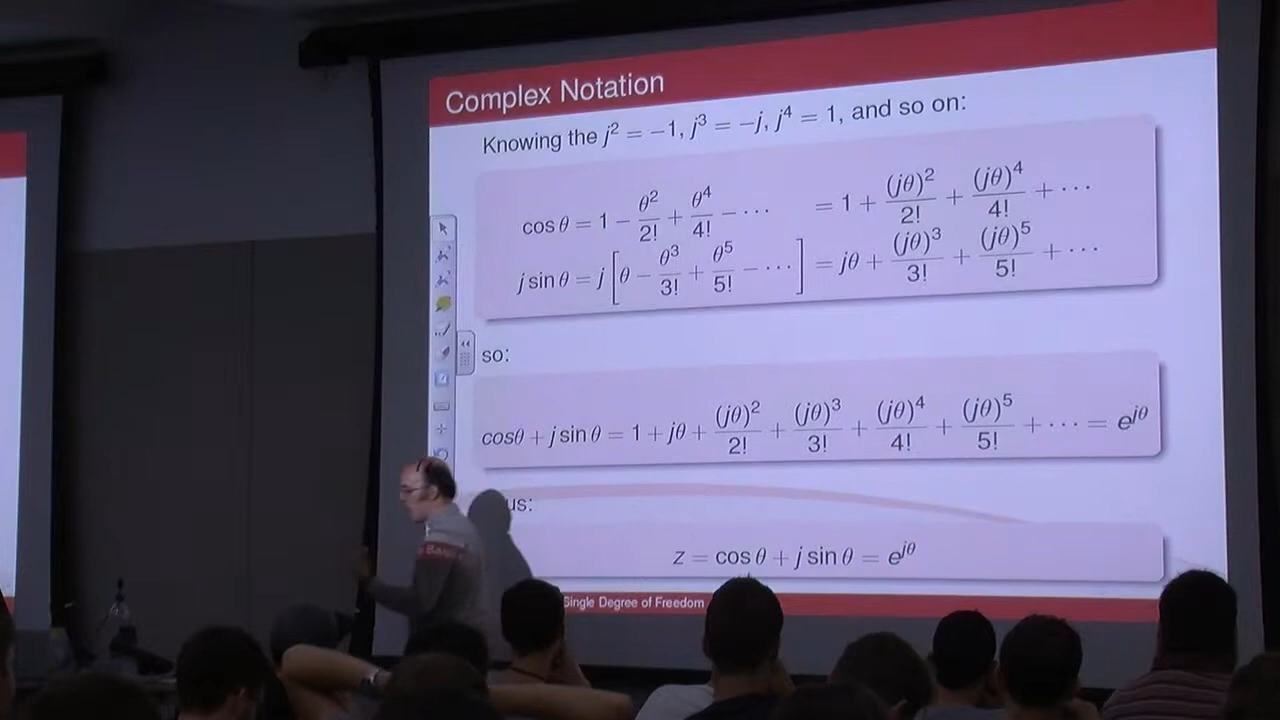 Complex Notation
Knowing the j² = −1, j³ = −j, j⁴ = 1, and so on:
cos θ = 1 − θ²/2! + θ⁴/4! − ⋯ = 1 + (jθ)²/2! + (jθ)⁴/4! + ⋯
j sin θ = j [θ − θ³/3! + θ⁵/5! − ⋯] = jθ + (jθ)³/3! + (jθ)⁵/5! + ⋯
so:
cosθ + j sin θ = 1 + jθ + (jθ)²/2! + (jθ)³/3! + (jθ)⁴/4! + (jθ)⁵/5! + ⋯ = e^{jθ}
us:
z = cos θ + j sin θ = e^{jθ}
Single Degree of Freedom